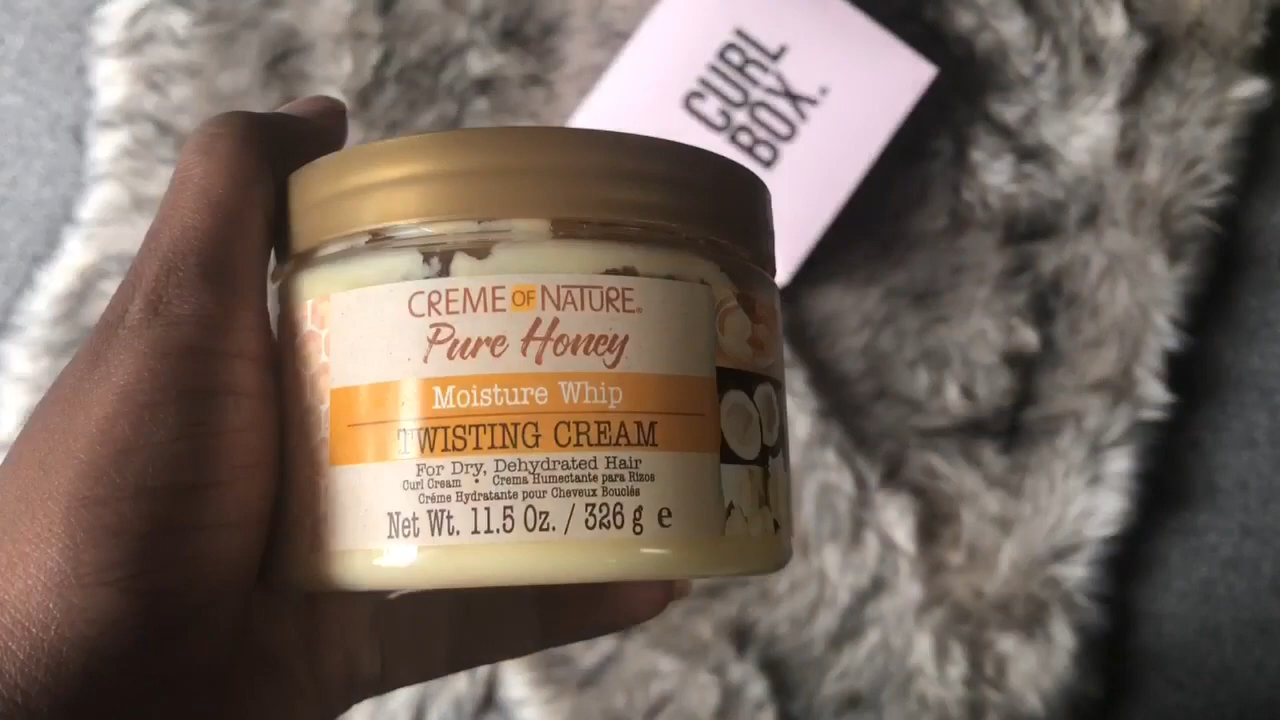 CURL
BOX.
CREME OF NATURE®
Pure Honey
Moisture Whip
TWISTING CREAM
For Dry, Dehydrated Hair
Curl Cream • Crema Humectante para Rizos
Créme Hydratante pour Cheveux Bouclés
Net Wt. 11.5 Oz. / 326 g e